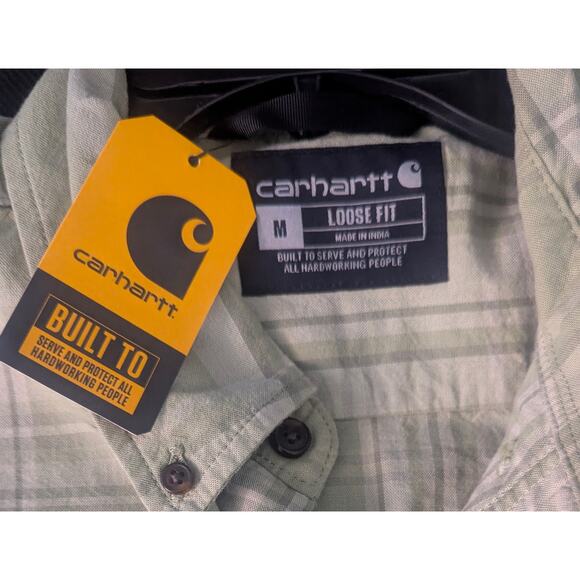 carhartt
M
LOOSE FIT
MADE IN INDIA
BUILT TO SERVE AND PROTECT
ALL HARDWORKING PEOPLE
carhartt
BUILT TO
SERVE AND PROTECT ALL
HARDWORKING PEOPLE